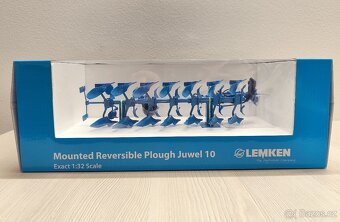 Mounted Reversible Plough Juwel 10
Exact 1:32 Scale
LEMKEN